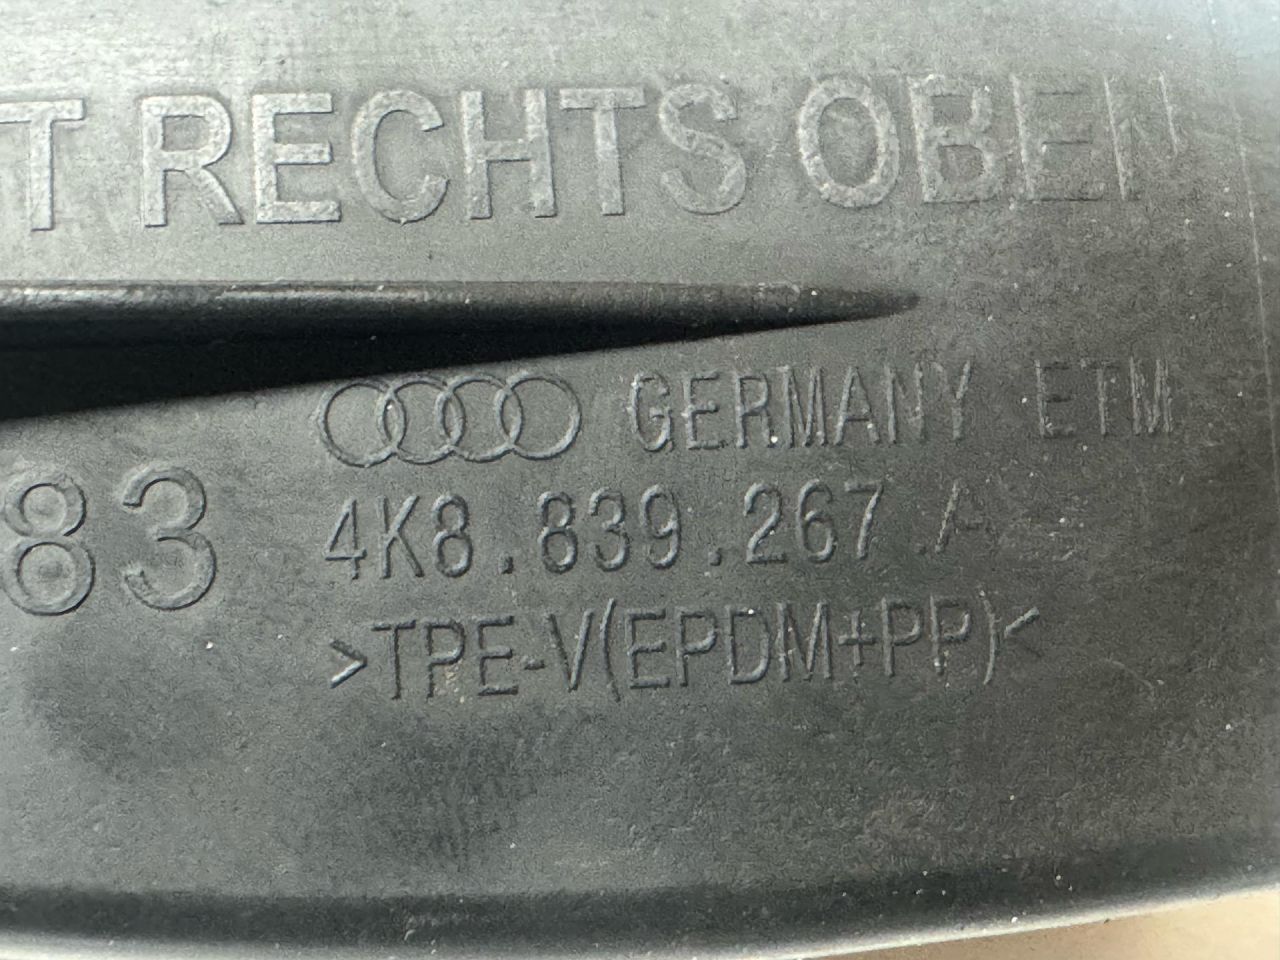 T RECHTS OBEN
GERMANY ETM
83
4K8.839.267.A
>TPE-V(EPDM+PP)<